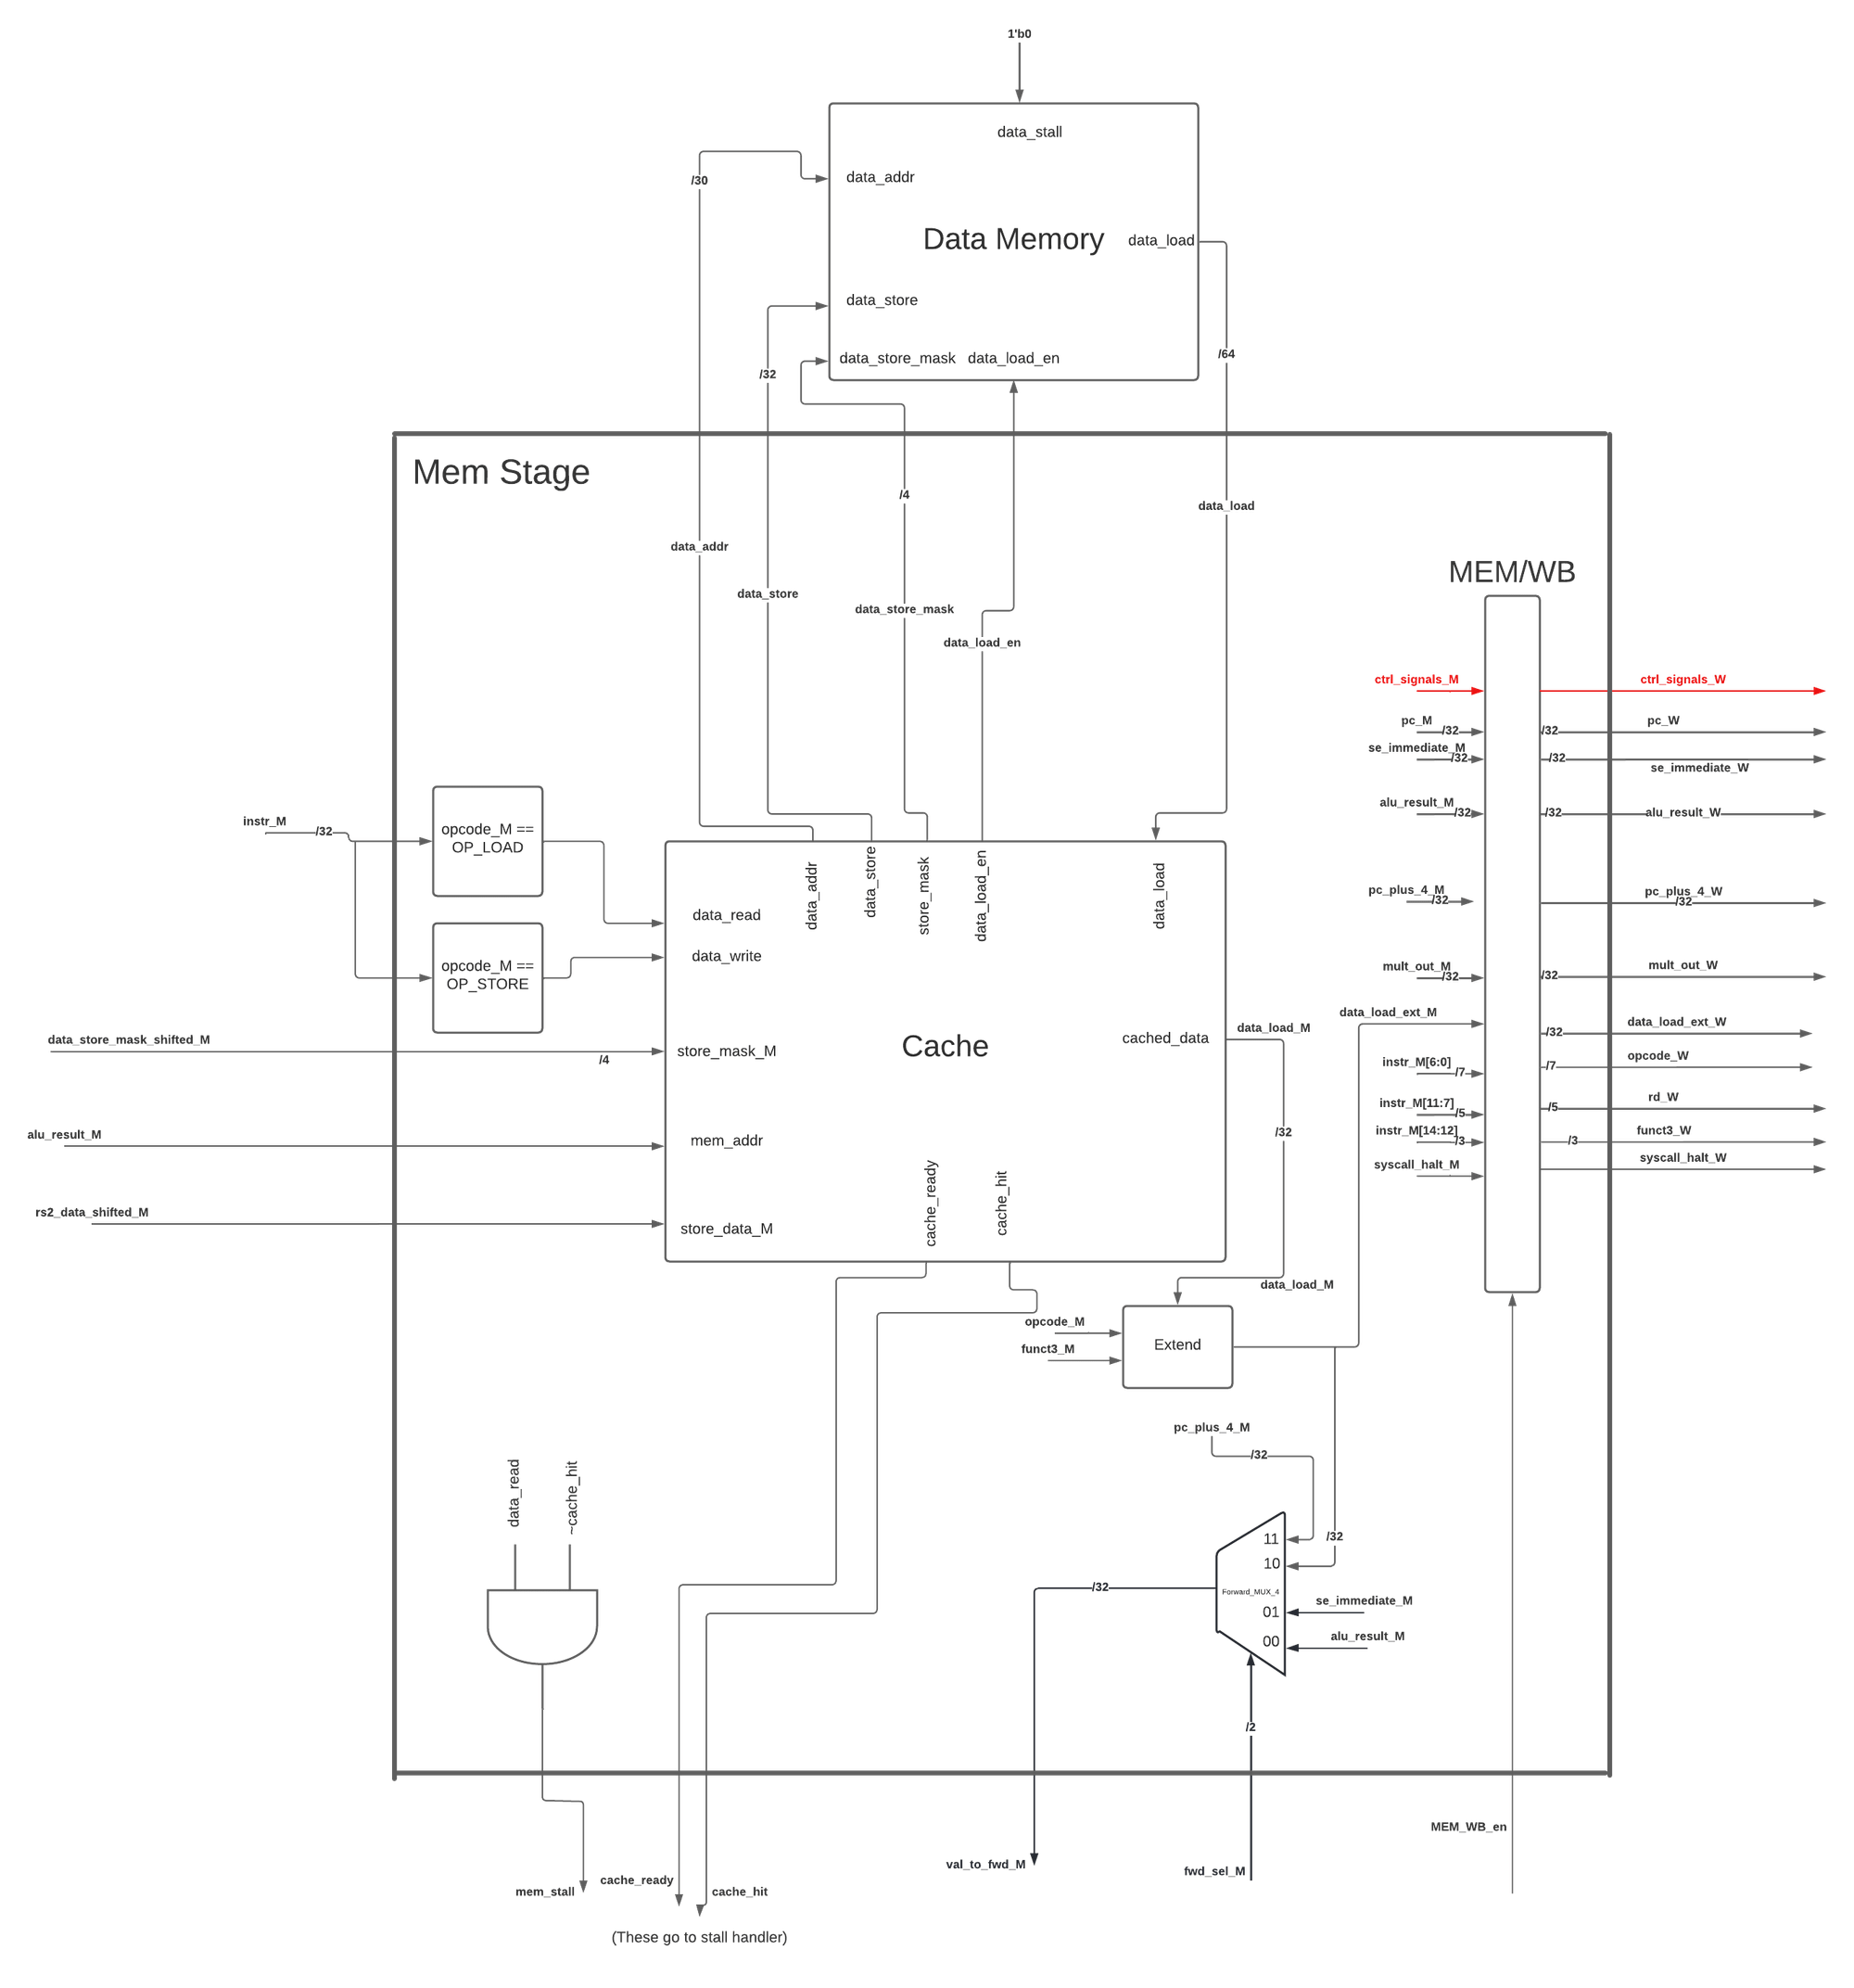 1'b0
data_stall
/30
data_addr
Data Memory
data_load
data_store
/64
data_store_mask
data_load_en
/32
Mem Stage
/4
data_load
data_addr
MEM/WB
data_store
data_store_mask
data_load_en
ctrl_signals_M
ctrl_signals_W
pc_M
/32
/32
pc_W
se_immediate_M
/32
/32
se_immediate_W
alu_result_M
/32
/32
alu_result_W
instr_M
/32
opcode_M ==
OP_LOAD
data_addr
data_store
store_mask
data_load_en
data_load
pc_plus_4_M
/32
pc_plus_4_W
/32
data_read
data_write
opcode_M ==
OP_STORE
mult_out_M
/32
/32
mult_out_W
data_load_ext_M
/32
data_load_ext_W
data_store_mask_shifted_M
/4
store_mask_M
Cache
cached_data
data_load_M
instr_M[6:0]
/7
/7
opcode_W
instr_M[11:7]
/5
/5
rd_W
alu_result_M
mem_addr
/32
instr_M[14:12]
/3
/3
funct3_W
syscall_halt_M
syscall_halt_W
rs2_data_shifted_M
store_data_M
cache_ready
cache_hit
data_load_M
opcode_M
funct3_M
Extend
pc_plus_4_M
/32
data_read
~cache_hit
11
/32
10
/32
Forward_MUX_4
01
se_immediate_M
00
alu_result_M
/2
MEM_WB_en
val_to_fwd_M
fwd_sel_M
mem_stall
cache_ready
cache_hit
(These go to stall handler)